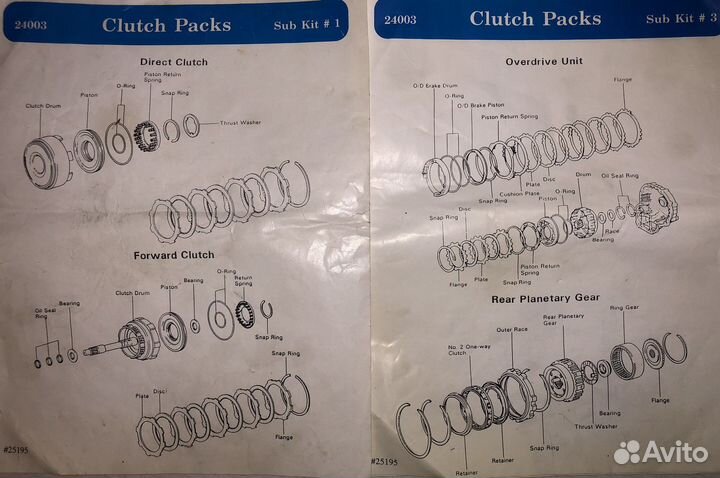 24003 Clutch Packs Sub Kit # 1
Direct Clutch
Piston Return
Spring
O-Ring
Snap Ring
Piston
Clutch Drum
Thrust Washer
Forward Clutch
O-Ring
Bearing
Return
Spring
Piston
Clutch Drum
Bearing
Oil Seal
Ring
Snap Ring
Snap Ring
Disc
Plate
Flange
#25195
24003 Clutch Packs Sub Kit # 3
Overdrive Unit
Flange
O/D Brake Drum
O-Ring
O/D Brake Piston
Piston Return Spring
Snap Ring
Cushion Plate
Plate
Disc
Piston
O-Ring
Drum
Oil Seal Ring
Disc
Snap Ring
Race
Bearing
Piston Return
Spring
Flange
Plate
Snap Ring
Rear Planetary Gear
Ring Gear
Rear Planetary
Gear
Outer Race
No. 2 One-way
Clutch
Flange
Bearing
Thrust Washer
Snap Ring
Retainer
Retainer
#25195
Avito